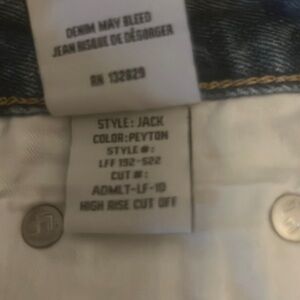 DENIM MAY BLEED
JEAN RISQUE DE DÉGORGER
RN 132829
STYLE: JACK
COLOR: PEYTON
STYLE #:
LFF 192-522
CUT #:
ADMLT-LF-10
HIGH RISE CUT OFF